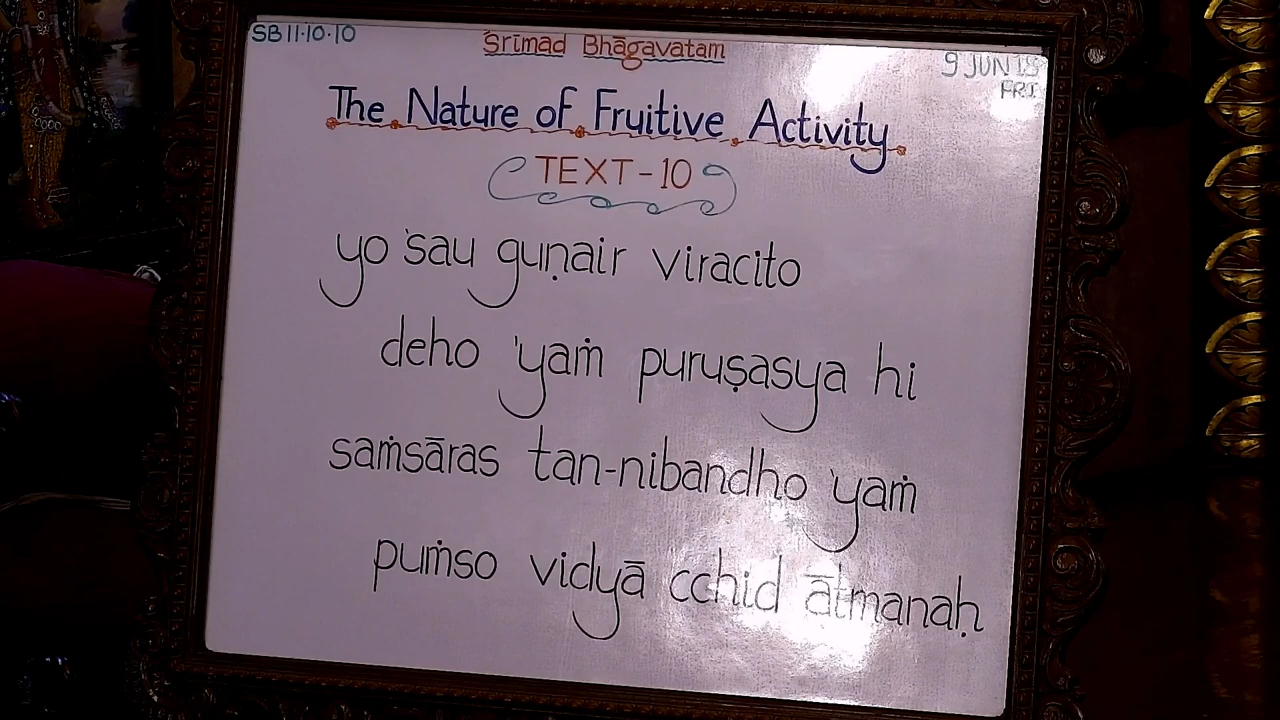 SB 11·10·10
Śrīmad Bhāgavatam
9 JUN
FRI
The Nature of Fruitive Activity
TEXT-10
yo 'sau guṇair viracito
deho 'yaṁ puruṣasya hi
saṁsāras tan-nibandho 'yaṁ
puṁso vidyā cchid ātmanaḥ